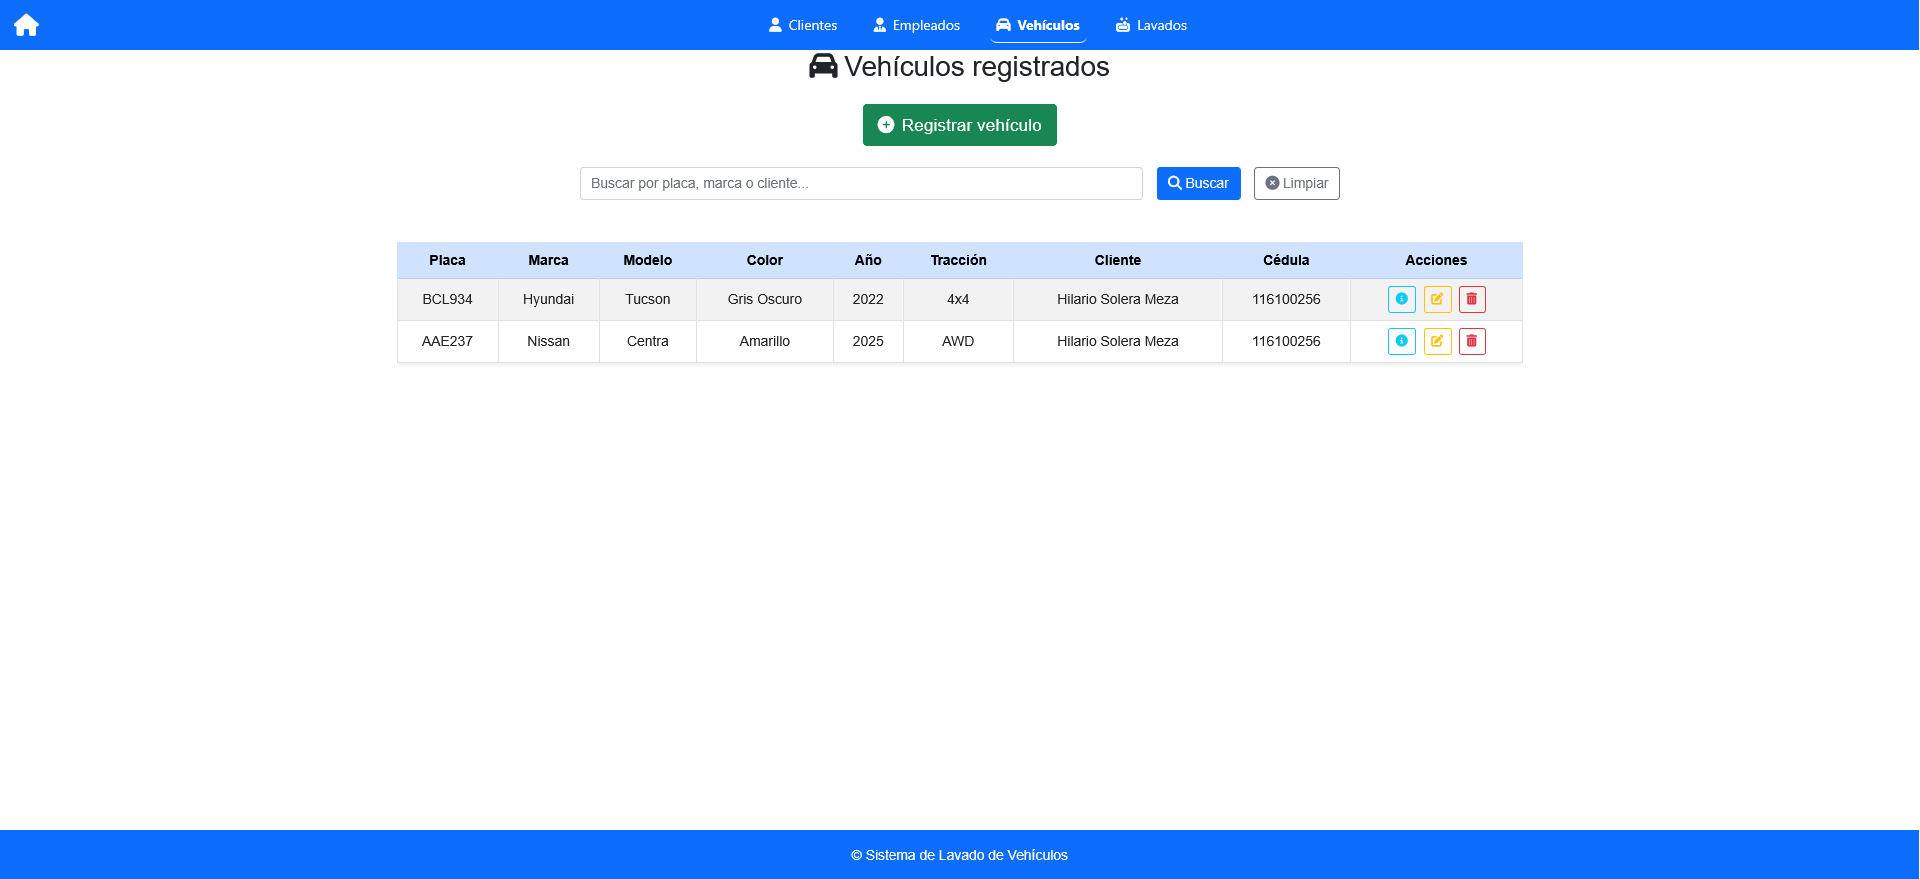 Clientes Empleados Vehículos Lavados
Vehículos registrados
Registrar vehículo
Buscar por placa, marca o cliente... Buscar Limpiar
Placa Marca Modelo Color Año Tracción Cliente Cédula Acciones
BCL934 Hyundai Tucson Gris Oscuro 2022 4x4 Hilario Solera Meza 116100256
AAE237 Nissan Centra Amarillo 2025 AWD Hilario Solera Meza 116100256
© Sistema de Lavado de Vehículos